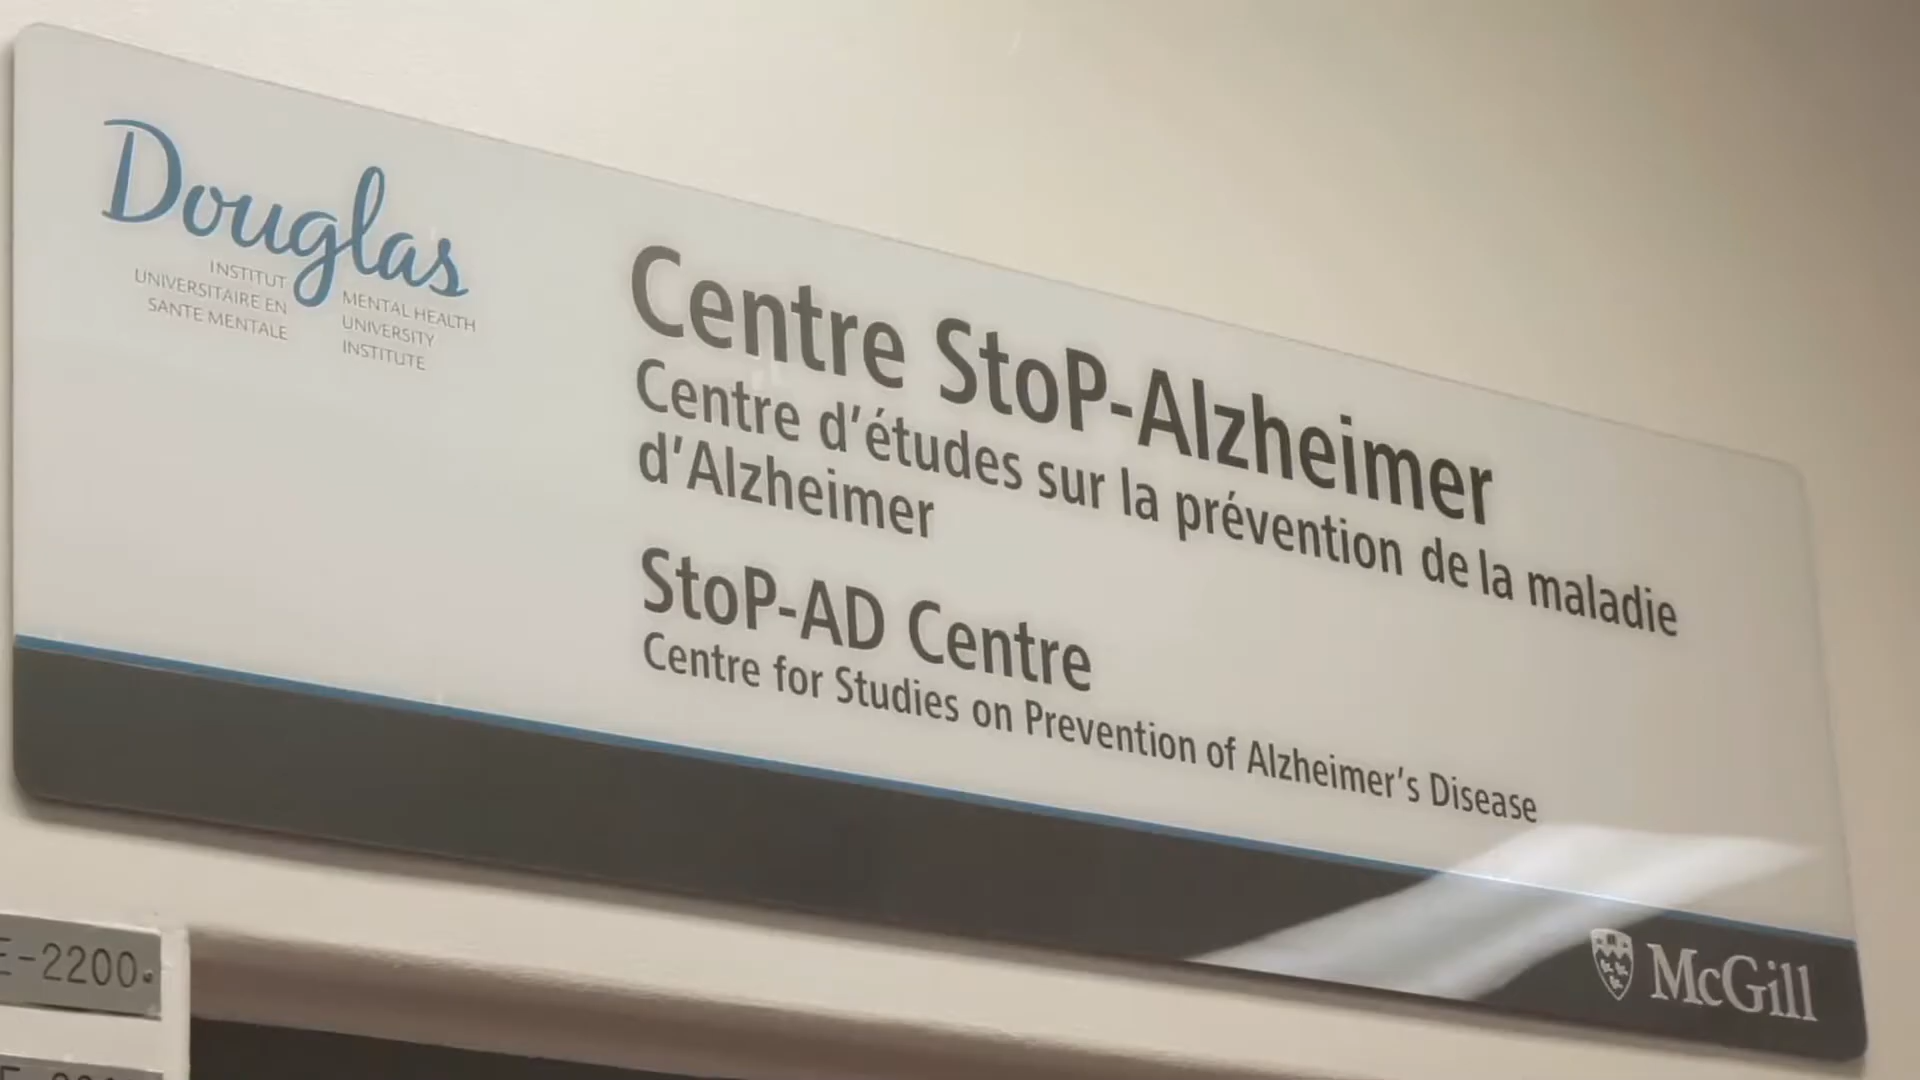 Douglas
INSTITUT
UNIVERSITAIRE EN
SANTE MENTALE
MENTAL HEALTH
UNIVERSITY
INSTITUTE
Centre StoP-Alzheimer
Centre d'études sur la prévention de la maladie
d'Alzheimer
StoP-AD Centre
Centre for Studies on Prevention of Alzheimer's Disease
McGill
E-2200